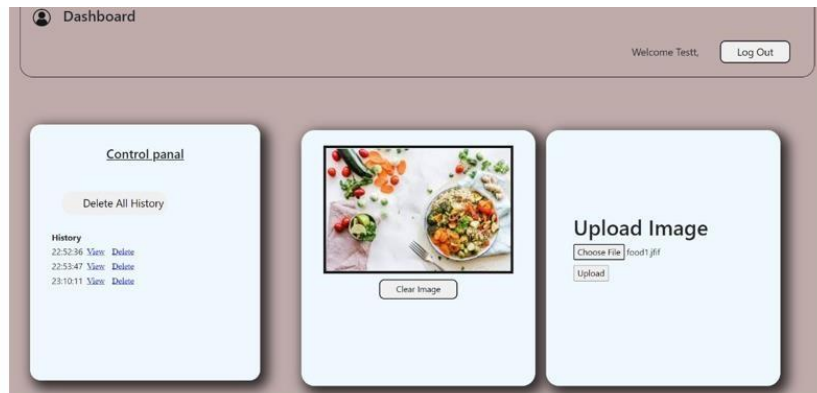 Dashboard
Welcome Testt,
Log Out
Control panal
Delete All History
History
22:52:36 View Delete
22:53:47 View Delete
23:10:11 View Delete
Clear Image
Upload Image
Choose File food1.jfif
Upload